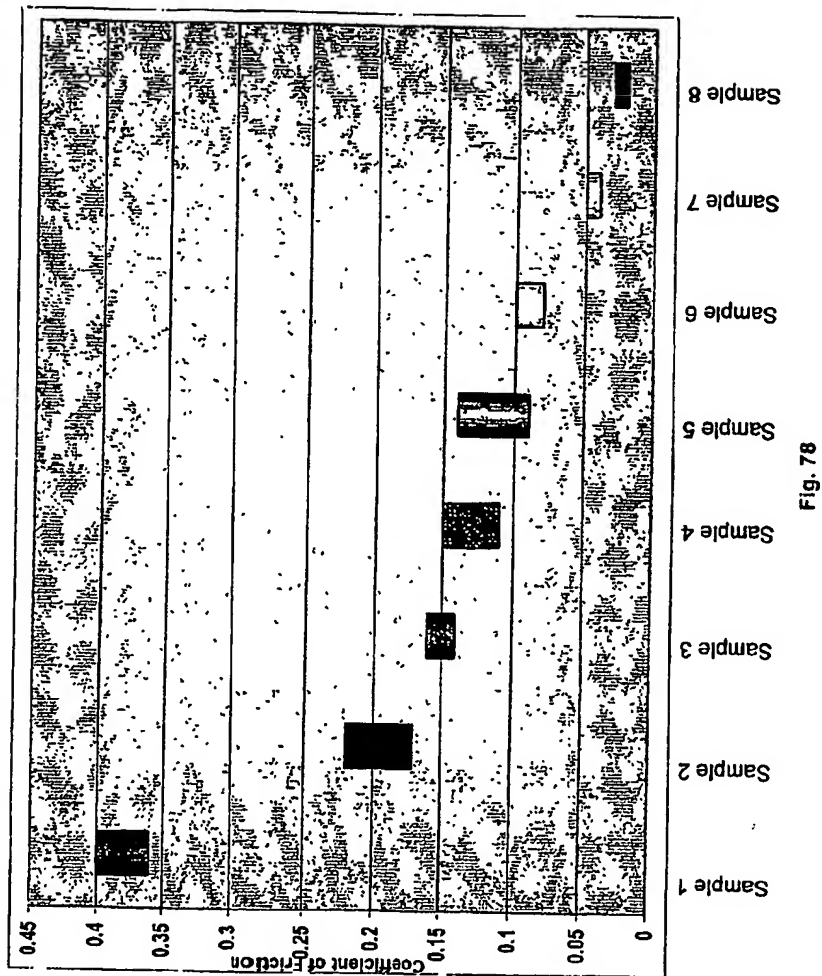 Coefficient of Friction
0.45
0.4
0.35
0.3
0.25
0.2
0.15
0.1
0.05
0
Sample 1
Sample 2
Sample 3
Sample 4
Sample 5
Sample 6
Sample 7
Sample 8
Fig. 78